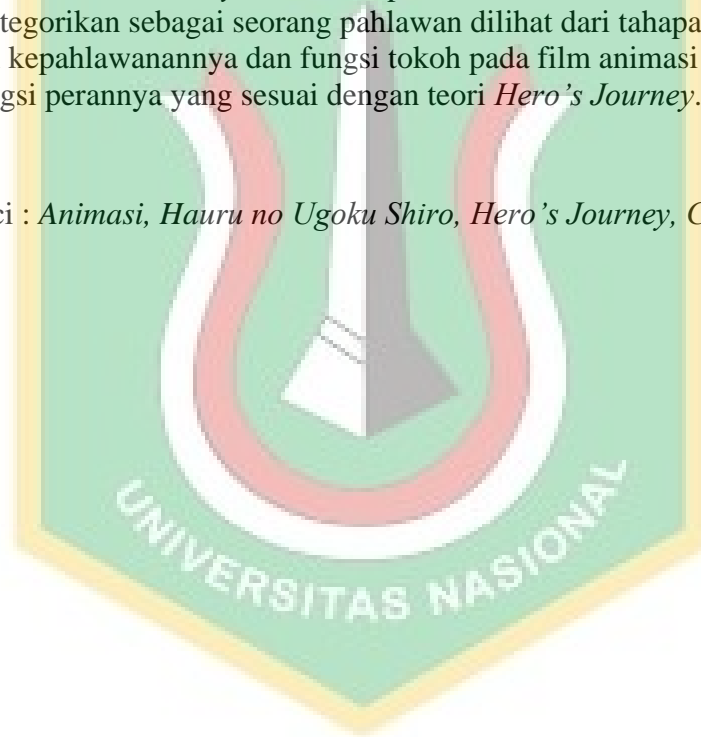 tegorikan sebagai seorang pahlawan dilihat dari tahapa
kepahlawanannya dan fungsi tokoh pada film animasi
gsi perannya yang sesuai dengan teori Hero's Journey.
ci : Animasi, Hauru no Ugoku Shiro, Hero's Journey, C
UNIVERSITAS NASIONAL